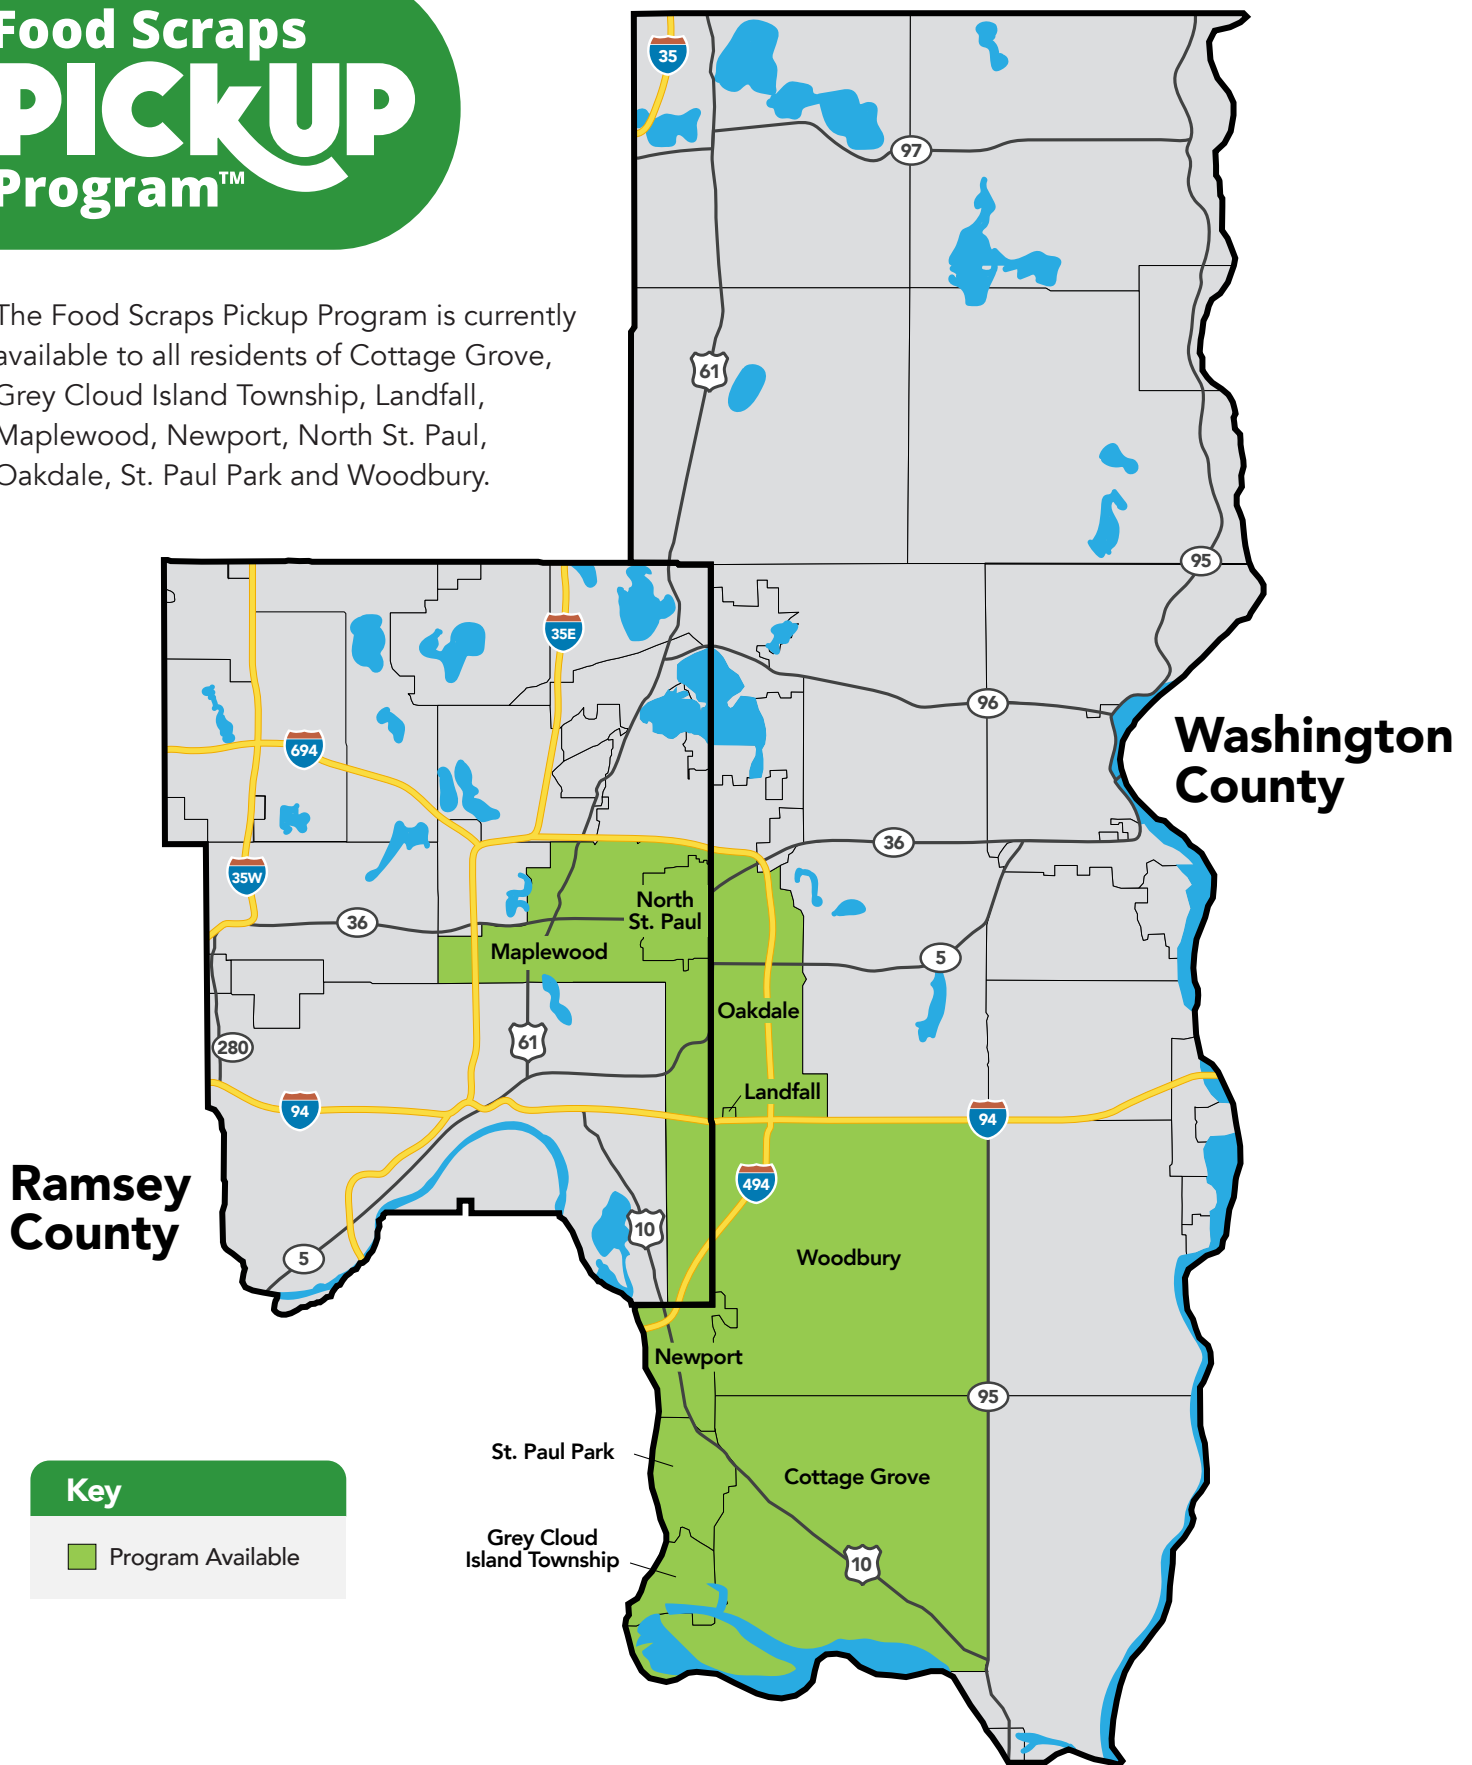 Food Scraps
PICKUP
Program™
The Food Scraps Pickup Program is currently
available to all residents of Cottage Grove,
Grey Cloud Island Township, Landfall,
Maplewood, Newport, North St. Paul,
Oakdale, St. Paul Park and Woodbury.
35
97
61
95
35E
694
96
Washington
County
36
35W
North
St. Paul
36
Maplewood
5
Oakdale
61
280
Landfall
94
94
Ramsey
County
494
10
5
Woodbury
Newport
95
St. Paul Park
Cottage Grove
Key
Grey Cloud
Island Township
Program Available
10